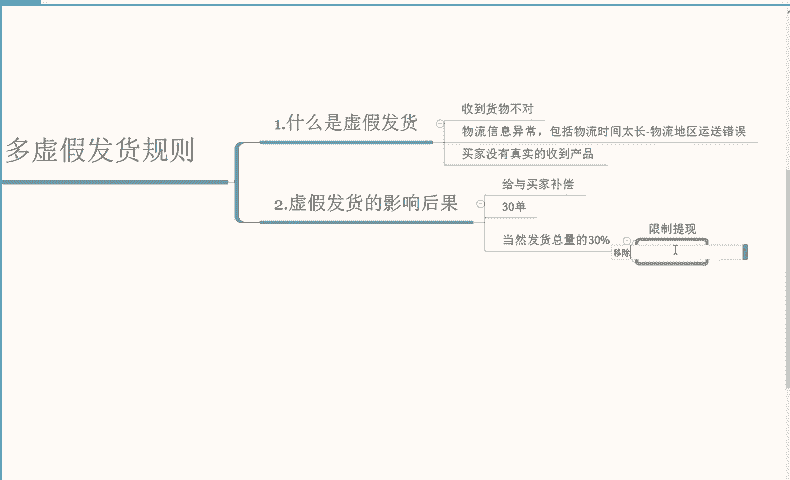 多虚假发货规则
1.什么是虚假发货
收到货物不对
物流信息异常，包括物流时间太长-物流地区运送错误
买家没有真实的收到产品
2.虚假发货的影响后果
给与买家补偿
30单
当然发货总量的30%
限制提现
移除